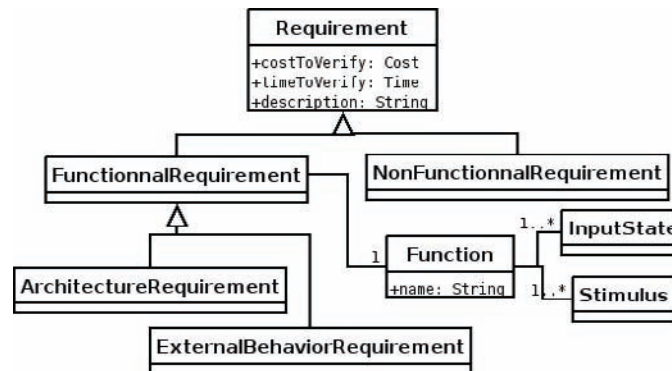 Requirement
+costToVerify: Cost
+timeToVerify: Time
+description: String
FunctionnalRequirement
NonFunctionnalRequirement
1..*
InputState
1
Function
+name: String
1..*
Stimulus
ArchitectureRequirement
ExternalBehaviorRequirement